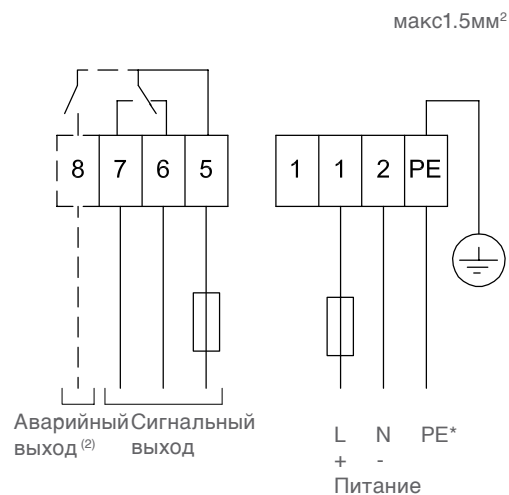 макс1.5мм²
8 7 6 5 1 1 2 PE
Аварийный Сигнальный
выход (2) выход
L N PE*
+ -
Питание